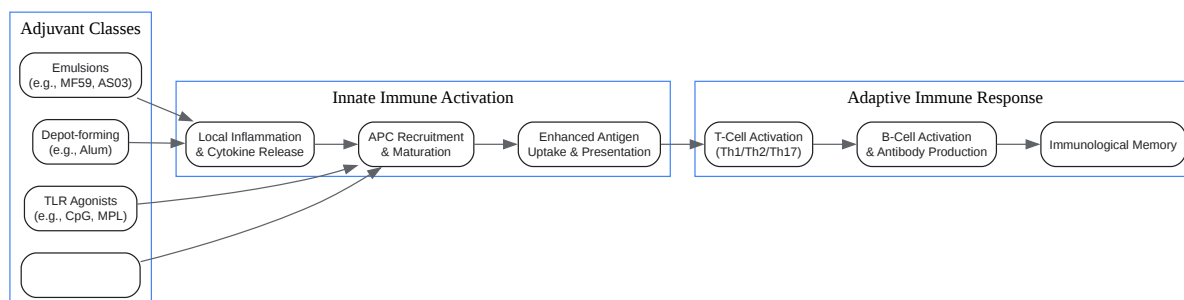 Adjuvant Classes
Emulsions
(e.g., MF59, AS03)
Depot-forming
(e.g., Alum)
TLR Agonists
(e.g., CpG, MPL)
Innate Immune Activation
Local Inflammation
& Cytokine Release
APC Recruitment
& Maturation
Enhanced Antigen
Uptake & Presentation
Adaptive Immune Response
T-Cell Activation
(Th1/Th2/Th17)
B-Cell Activation
& Antibody Production
Immunological Memory